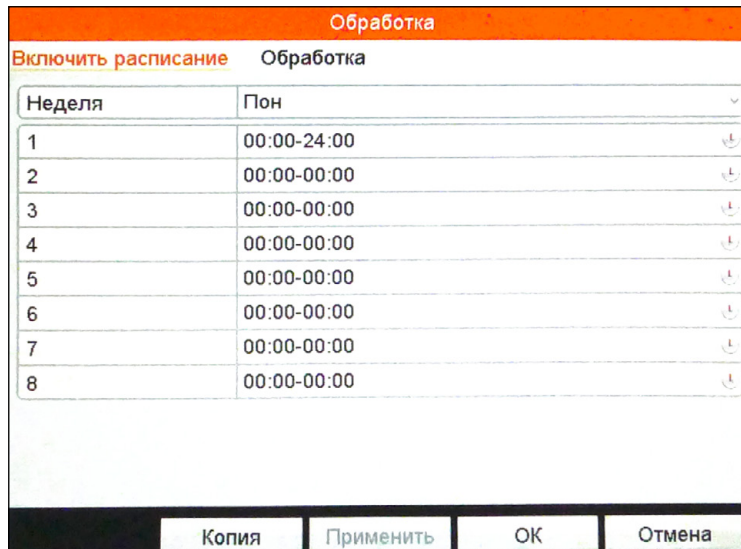 Обработка
Включить расписание Обработка
Неделя Пон
1 00:00-24:00
2 00:00-00:00
3 00:00-00:00
4 00:00-00:00
5 00:00-00:00
6 00:00-00:00
7 00:00-00:00
8 00:00-00:00
Копия Применить ОК Отмена